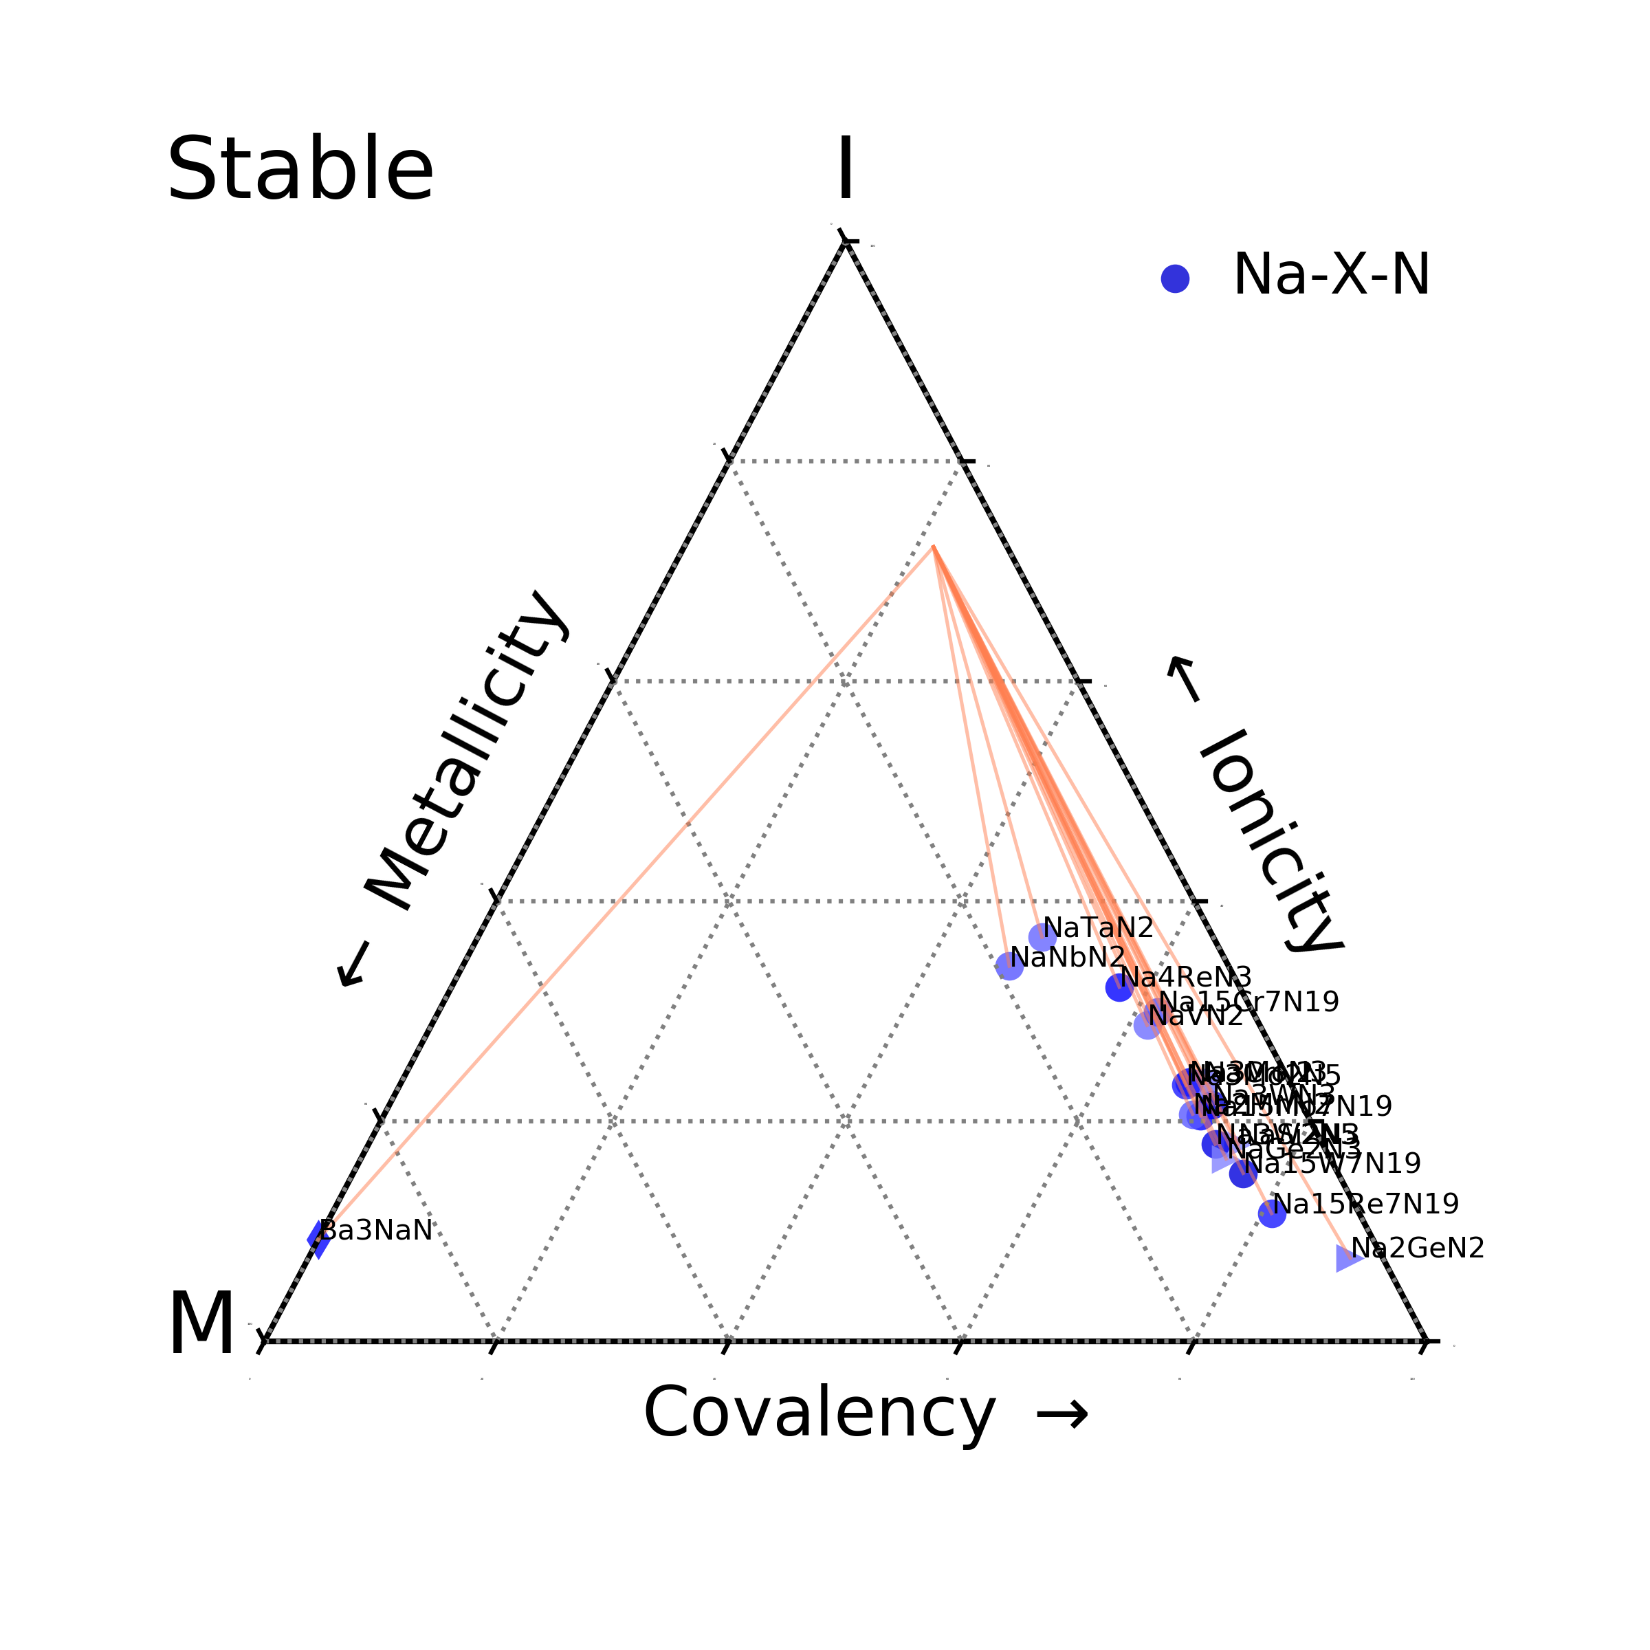 Stable
I
Na-X-N
← Metallicity
← Ionicity
NaTaN2
NaNbN2
Na4ReN3
Na15Cr7N19
NaVN2
Na15W7N19
Na15Re7N19
Ba3NaN
Na2GeN2
M
Covalency →